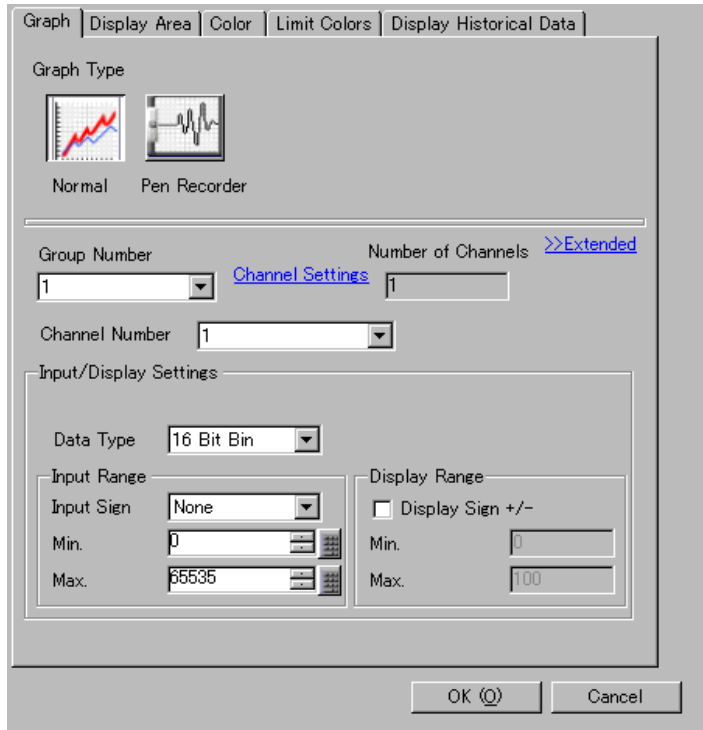 Graph Display Area Color Limit Colors Display Historical Data
Graph Type
Normal Pen Recorder
Group Number Number of Channels >>Extended
1 Channel Settings 1
Channel Number 1
Input/Display Settings
Data Type 16 Bit Bin
Input Range Display Range
Input Sign None Display Sign +/-
Min. 0 Min. 0
Max. 65535 Max. 100
OK (O) Cancel